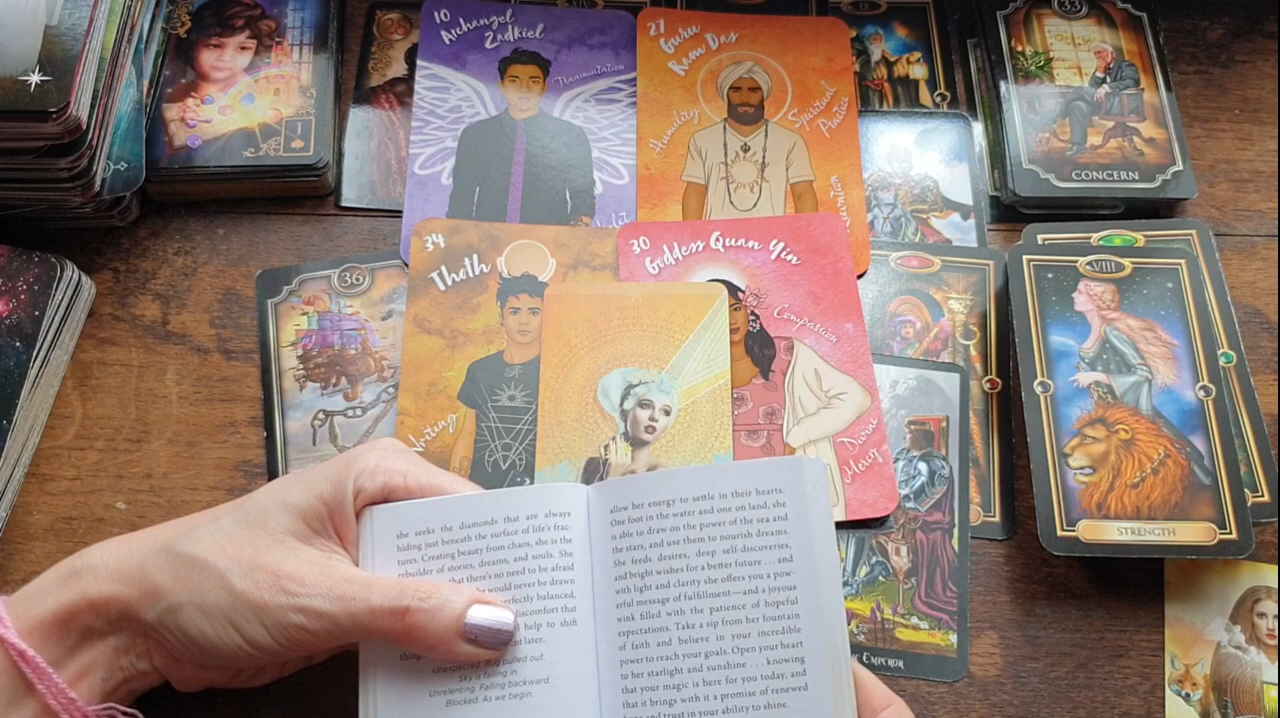 10
Archangel
Zadkiel
Transmutation
Violet
27
Guru
Ram Das
Humility
Spiritual
Practice
33
CONCERN
34
Thoth
Writing
30
Goddess Quan Yin
Compassion
Divine
Mercy
36
VIII
STRENGTH
EMPEROR
J
she seeks the diamonds that are always
hiding just beneath the surface of life's frac-
tures. Creating beauty from chaos, she is the
rebuilder of stories, dreams, and souls. She
that there's no need to be afraid
he would never be drawn
perfectly balanced,
discomfort that
help to shift
later.
thing
Unexpected: Rug pulled out.
Sky is falling in.
Unrelenting: Falling backward.
Blocked. As we begin.
allow her energy to settle in their hearts.
One foot in the water and one on land, she
is able to draw on the power of the sea and
the stars, and use them to nourish dreams.
She feeds desires, deep self-discoveries,
and bright wishes for a better future . . . and
with light and clarity she offers you a pow-
erful message of fulfillment—and a joyous
wink filled with the patience of hopeful
expectations. Take a sip from her fountain
of faith and believe in your incredible
power to reach your goals. Open your heart
to her starlight and sunshine . . . knowing
that your magic is here for you today, and
that it brings with it a promise of renewed
hope and trust in your ability to shine.